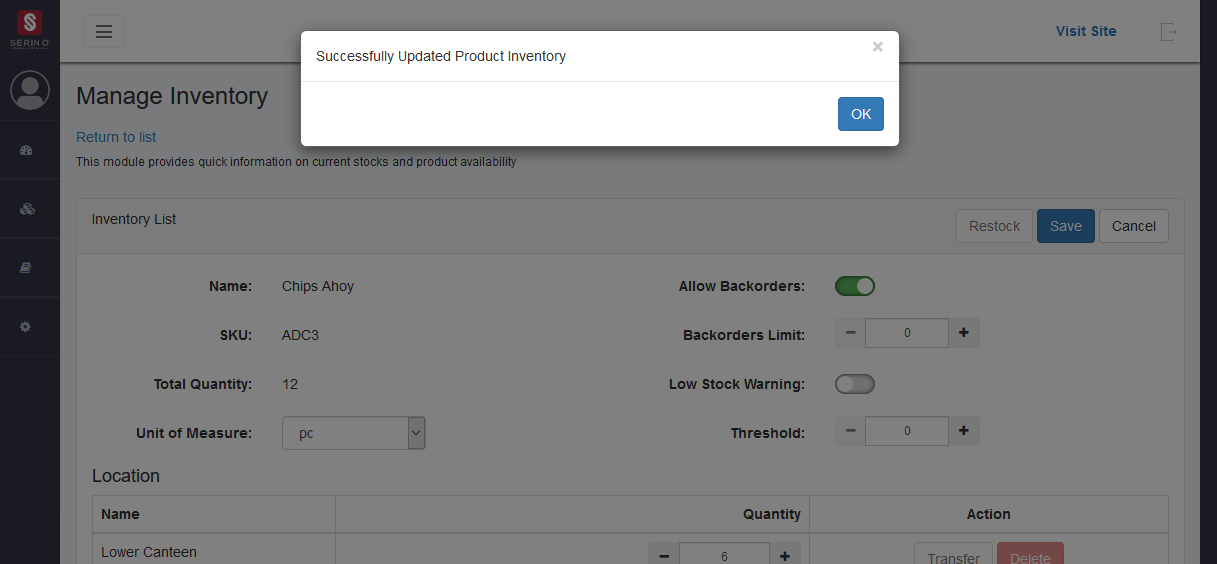 SERINO
Visit Site
Successfully Updated Product Inventory
×
OK
Manage Inventory
Return to list
This module provides quick information on current stocks and product availability
Inventory List
Restock Save Cancel
Name: Chips Ahoy Allow Backorders:
SKU: ADC3 Backorders Limit: − 0 +
Total Quantity: 12 Low Stock Warning:
Unit of Measure: pc Threshold: − 0 +
Location
Name Quantity Action
Lower Canteen − 6 + Transfer Delete